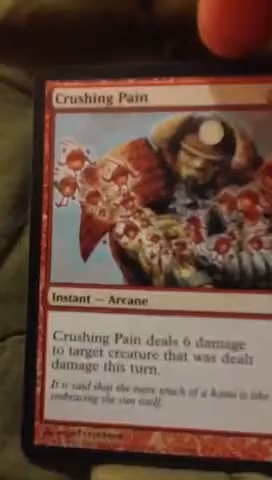 Crushing Pain
Instant — Arcane
Crushing Pain deals 6 damage
to target creature that was dealt
damage this turn.
It is said that the mere touch of a kami is like
embracing the sun itself.